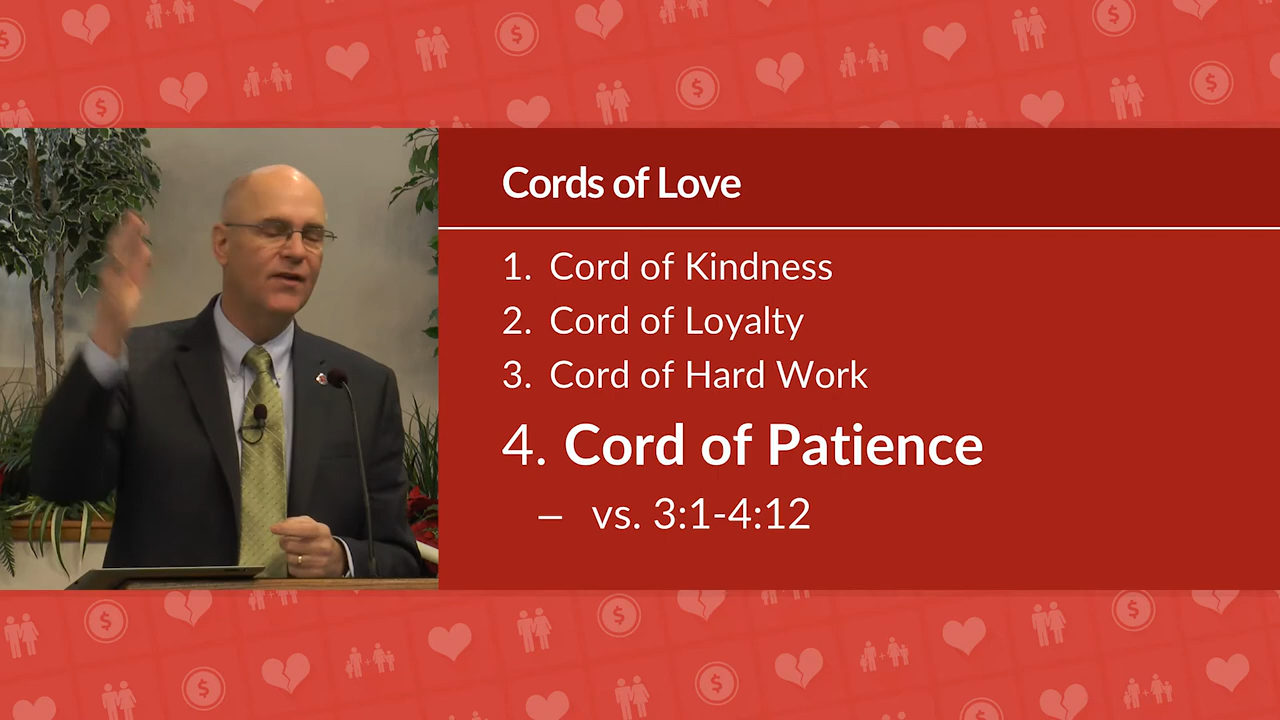 Cords of Love
1. Cord of Kindness
2. Cord of Loyalty
3. Cord of Hard Work
4. Cord of Patience
– vs. 3:1-4:12